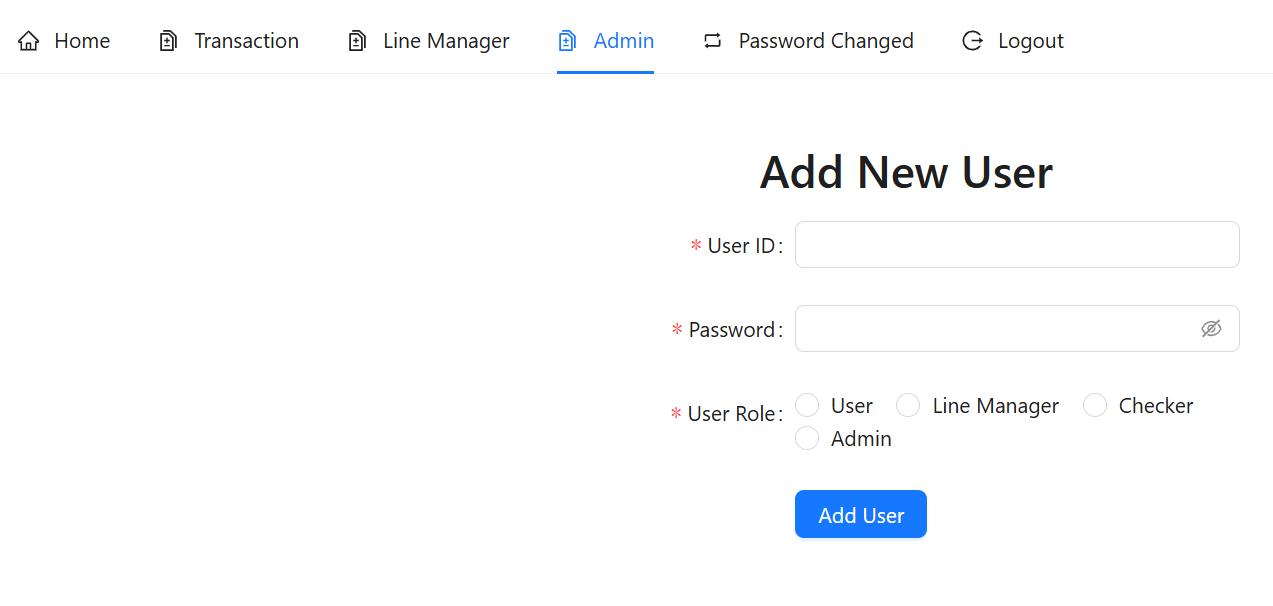 Home Transaction Line Manager Admin Password Changed Logout
Add New User
* User ID:
* Password:
* User Role: User Line Manager Checker
Admin
Add User